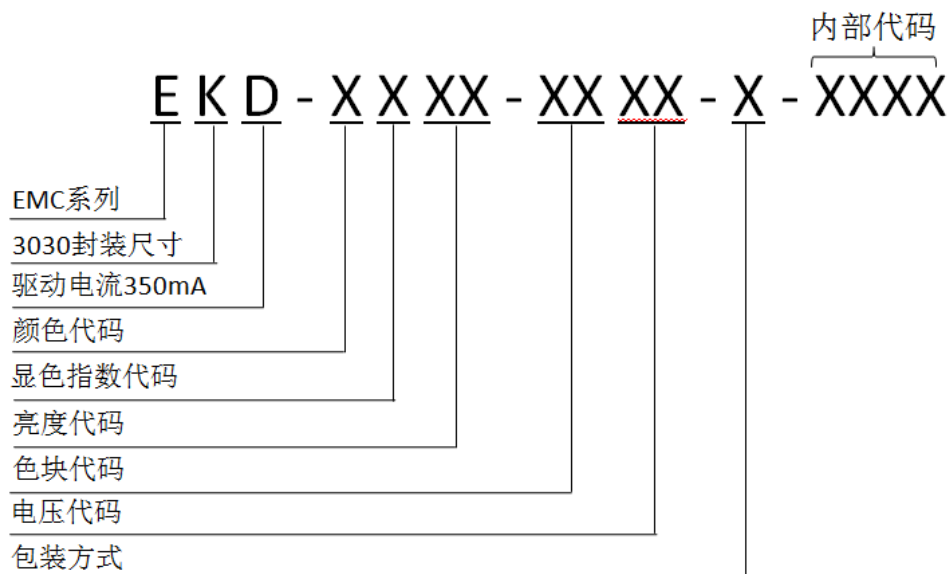 内部代码
EKD-XXXX-XXXX-X-XXXX
EMC系列
3030封装尺寸
驱动电流350mA
颜色代码
显色指数代码
亮度代码
色块代码
电压代码
包装方式